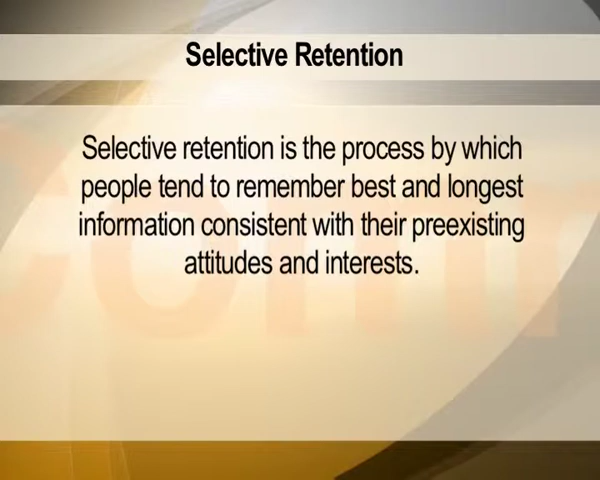 Selective Retention
Selective retention is the process by which
people tend to remember best and longest
information consistent with their preexisting
attitudes and interests.